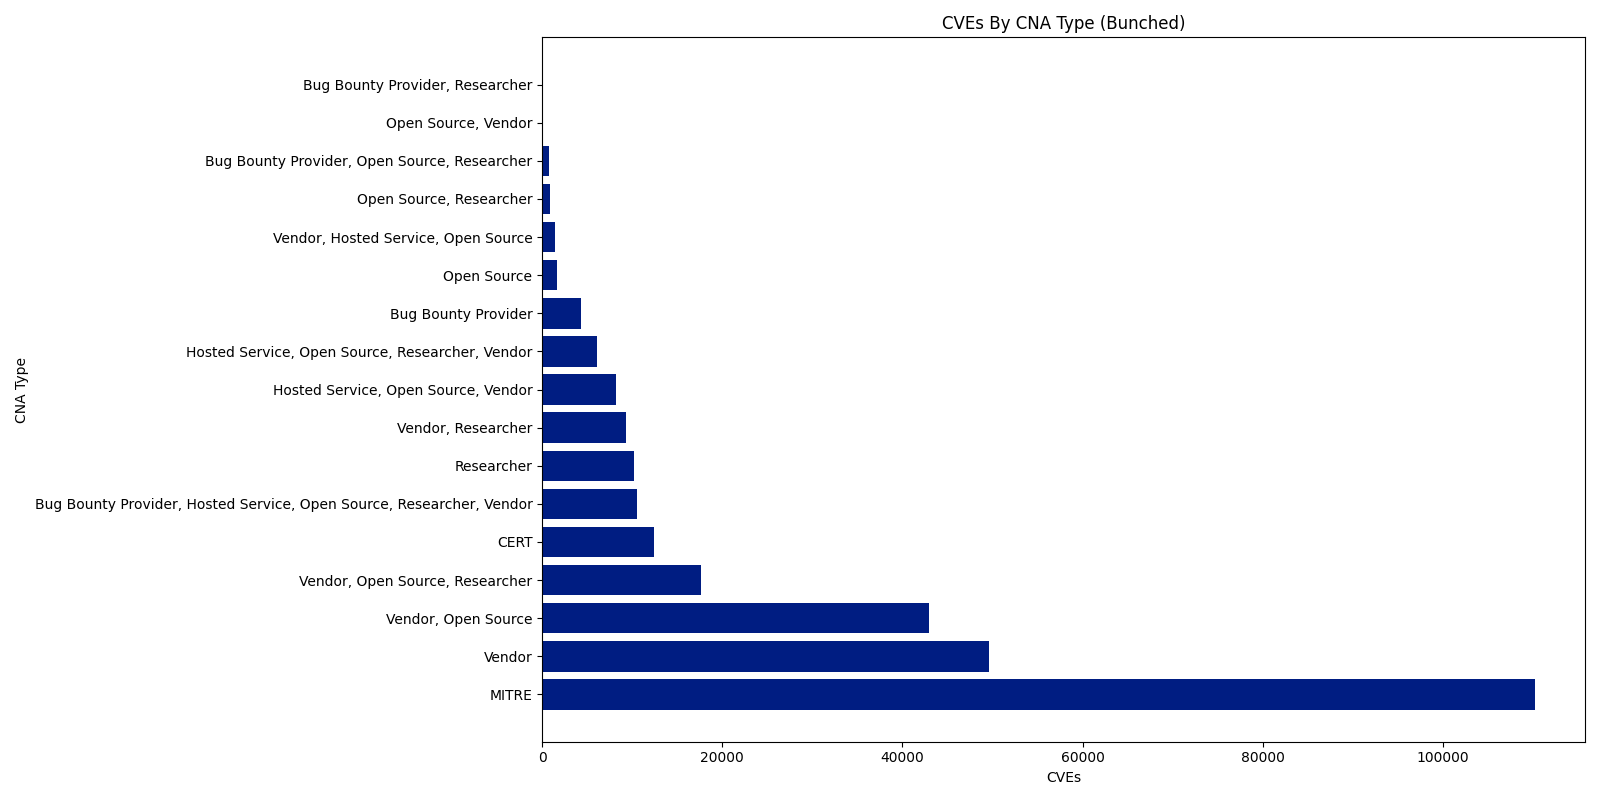 CVEs By CNA Type (Bunched)
Bug Bounty Provider, Researcher
Open Source, Vendor
Bug Bounty Provider, Open Source, Researcher
Open Source, Researcher
Vendor, Hosted Service, Open Source
Open Source
Bug Bounty Provider
Hosted Service, Open Source, Researcher, Vendor
Hosted Service, Open Source, Vendor
Vendor, Researcher
Researcher
Bug Bounty Provider, Hosted Service, Open Source, Researcher, Vendor
CERT
Vendor, Open Source, Researcher
Vendor, Open Source
Vendor
MITRE
CNA Type
0 20000 40000 60000 80000 100000
CVEs